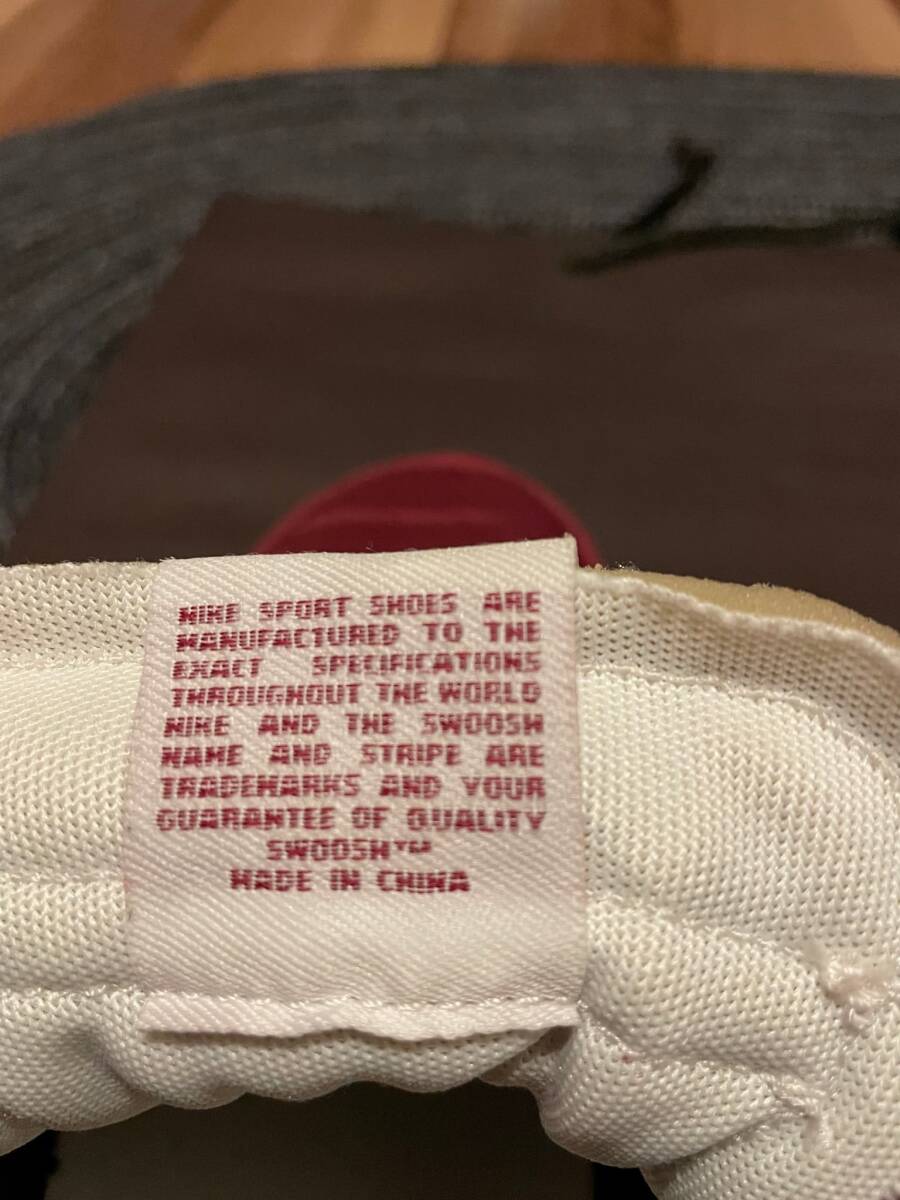 NIKE SPORT SHOES ARE
MANUFACTURED TO THE
EXACT SPECIFICATIONS
THROUGHOUT THE WORLD
NIKE AND THE SWOOSH
NAME AND STRIPE ARE
TRADEMARKS AND YOUR
GUARANTEE OF QUALITY
SWOOSH™
MADE IN CHINA